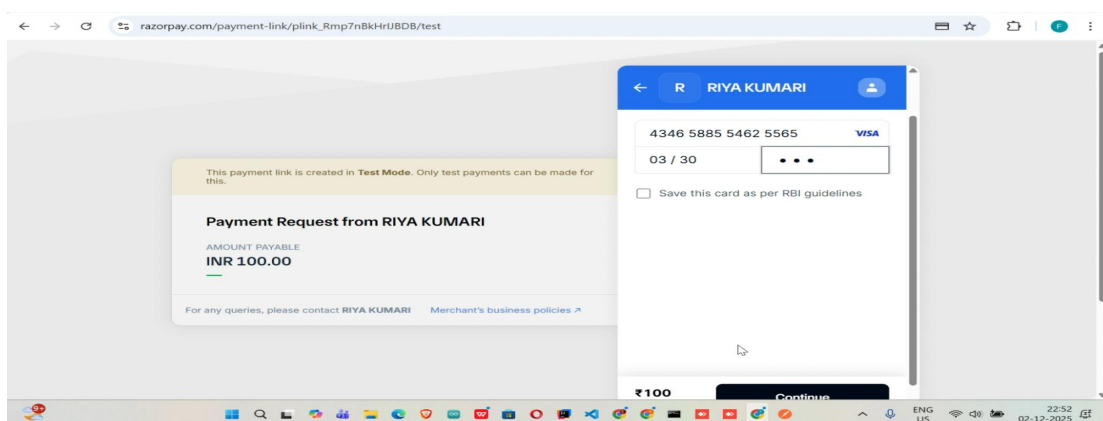 razorpay.com/payment-link/plink_Rmp7nBkHrIJBDB/test
F
R RIYA KUMARI
4346 5885 5462 5565 VISA
03 / 30 •••
Save this card as per RBI guidelines
This payment link is created in Test Mode. Only test payments can be made for
this.
Payment Request from RIYA KUMARI
AMOUNT PAYABLE
INR 100.00
For any queries, please contact RIYA KUMARI Merchant's business policies
₹100 Continue
9+
ENG
US
22:52
02-12-2025